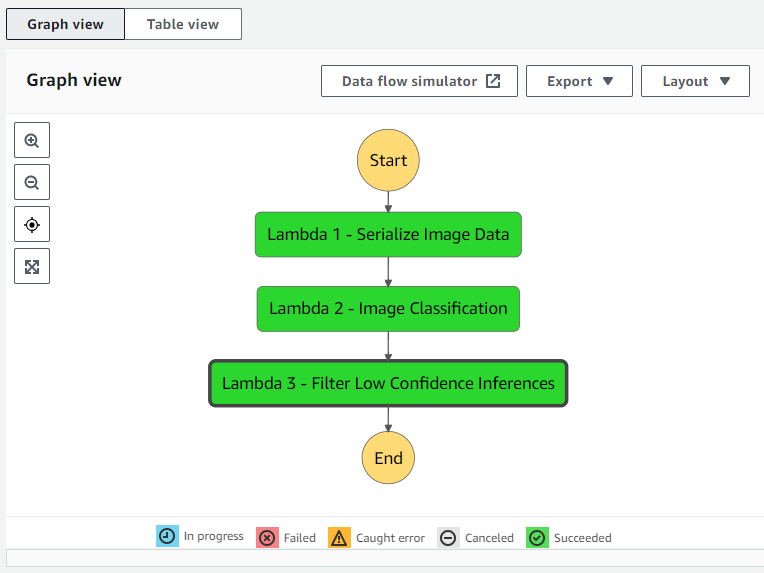 Graph view
Table view
Graph view
Data flow simulator
Export
Layout
Start
Lambda 1 - Serialize Image Data
Lambda 2 - Image Classification
Lambda 3 - Filter Low Confidence Inferences
End
In progress
Failed
Caught error
Canceled
Succeeded